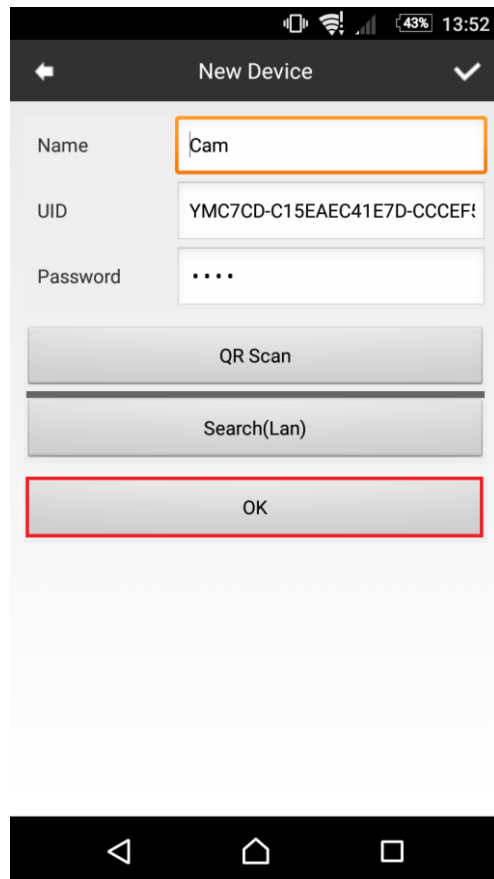 43% 13:52
New Device
Name Cam
UID YMC7CD-C15EAEC41E7D-CCCEF
Password ····
QR Scan
Search(Lan)
OK